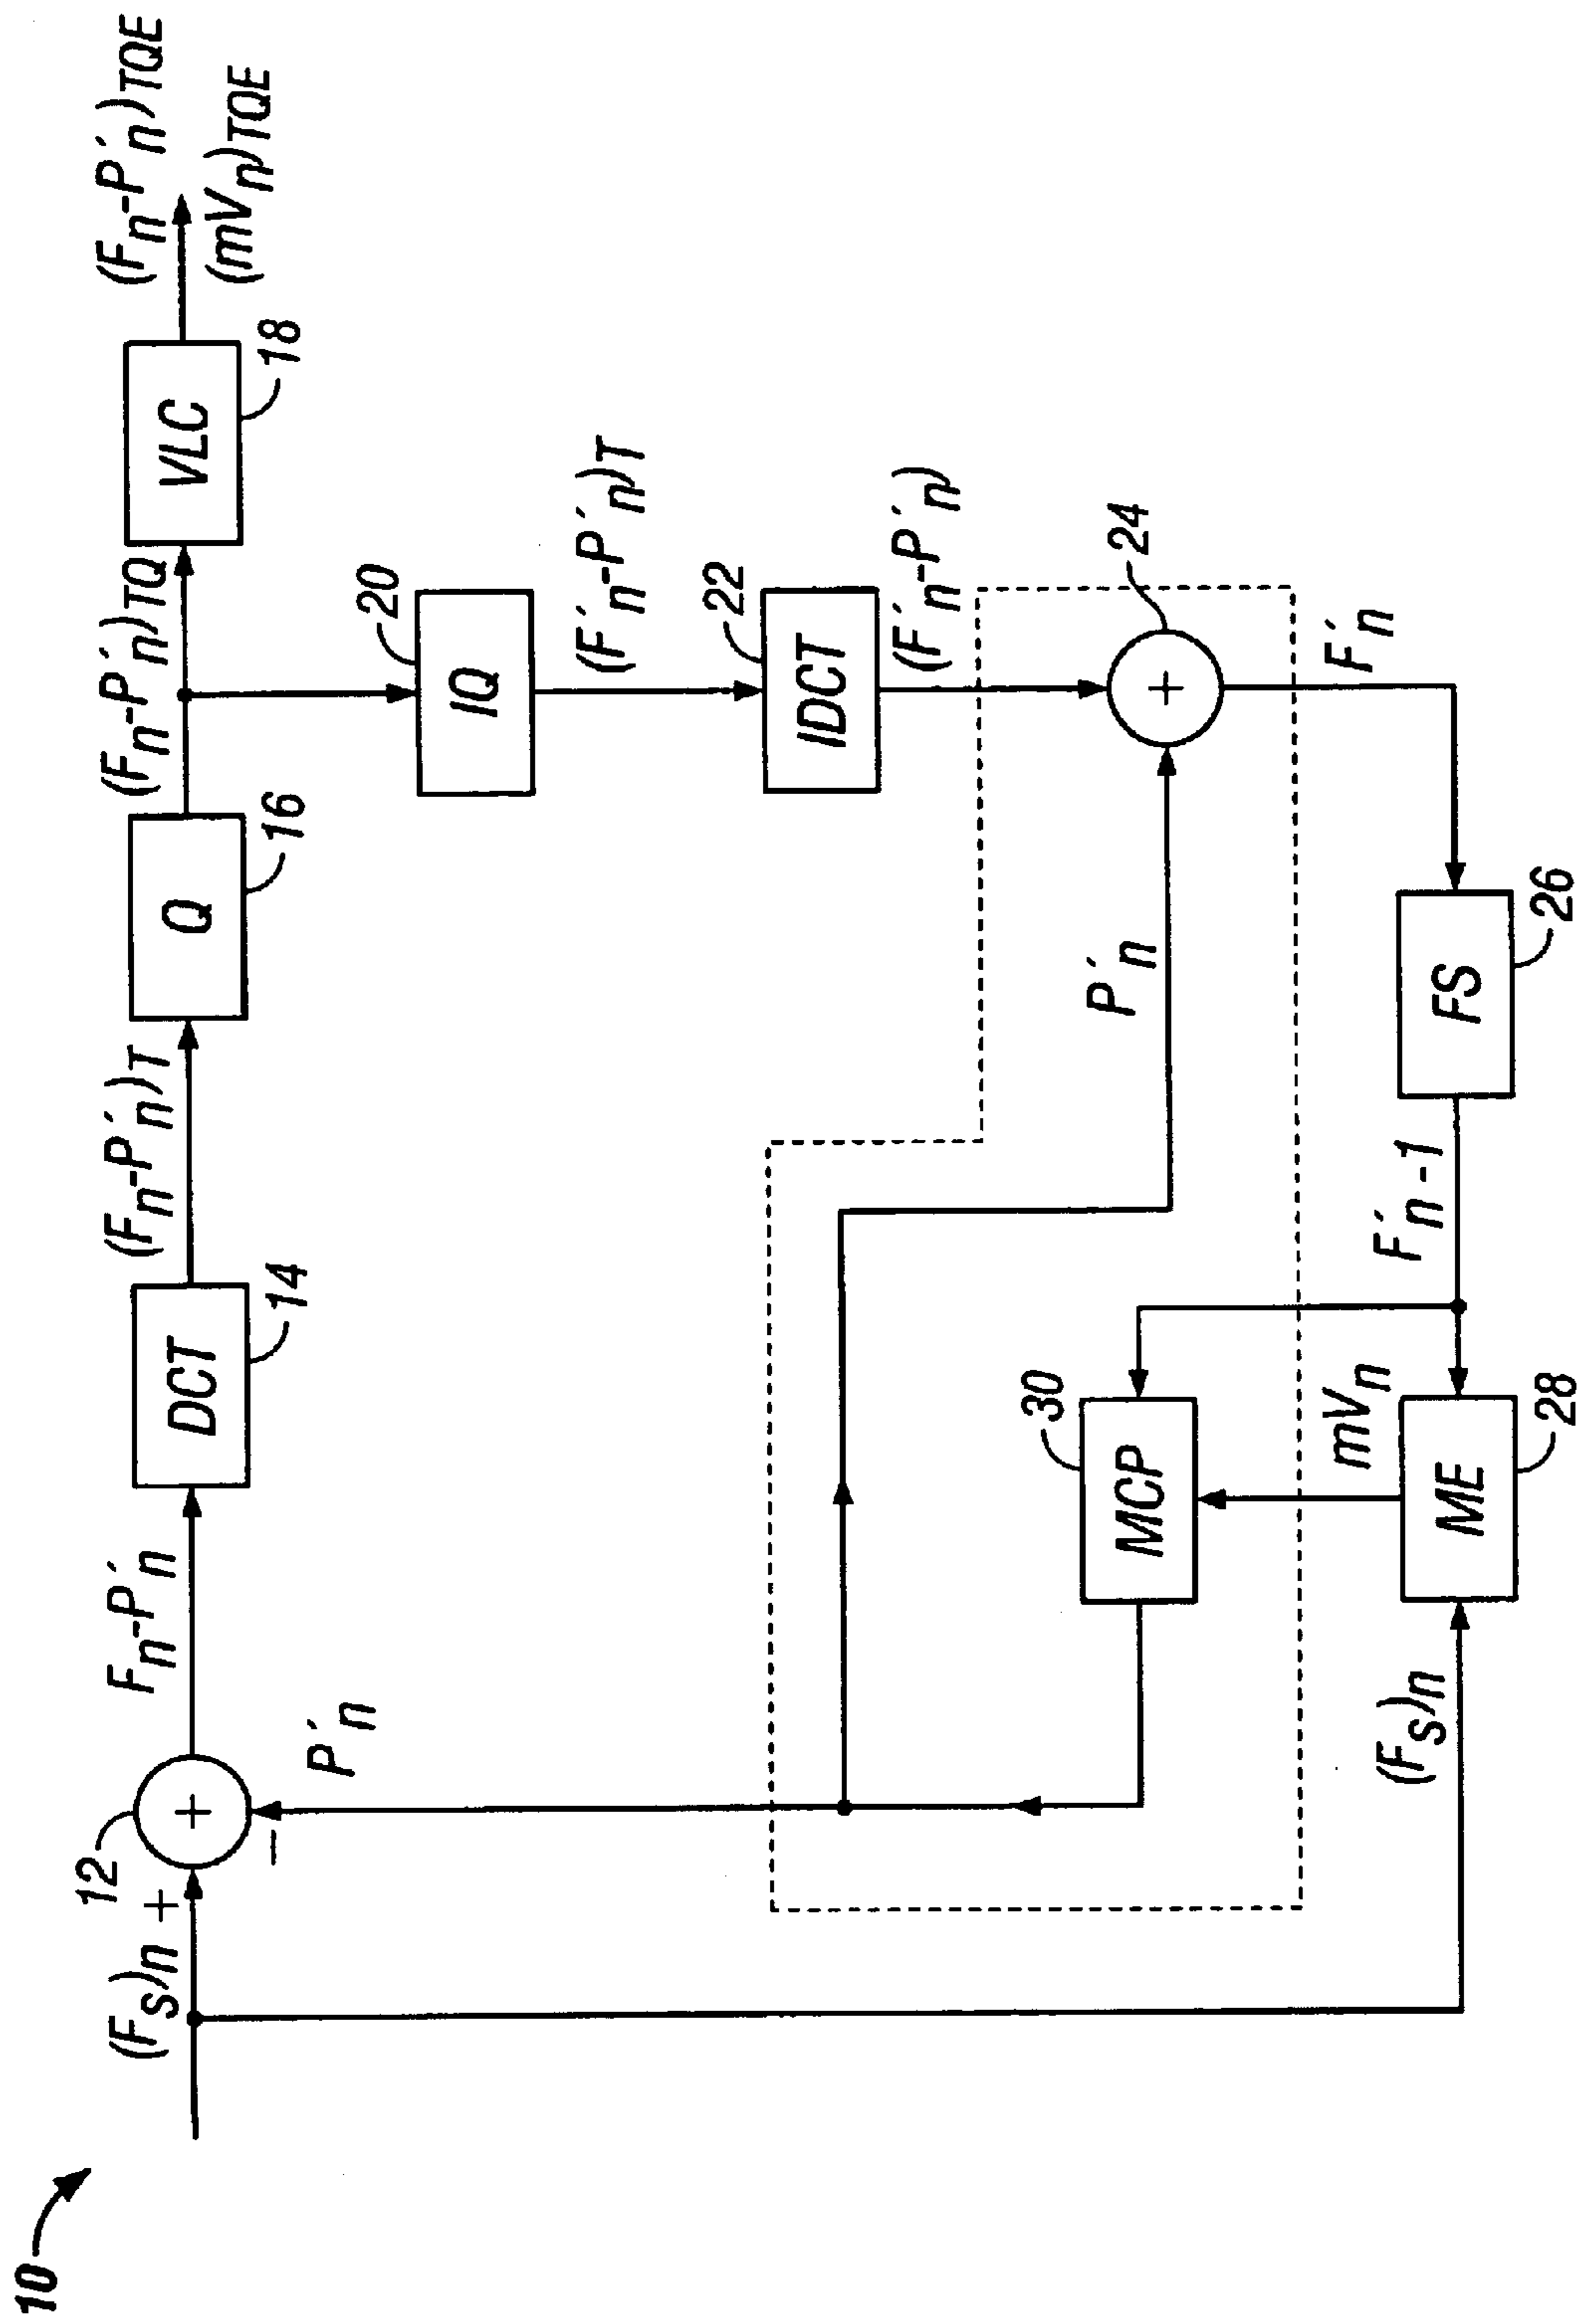 10
(Fs)n +
12
Fn-P'n
DCT
14
(Fn-P'n)T
Q
16
(Fn-P'n)TQ
VLC
18
(Fn-P'n)TQE
(mVn)TQE
–
P'n
20
IQ
(F'n-P'n)T
22
IDCT
(F'n-P'n)
24
+
+
P'n
F'n
30
MCP
mVn
F'n-1
FS
26
(Fs)n
ME
28